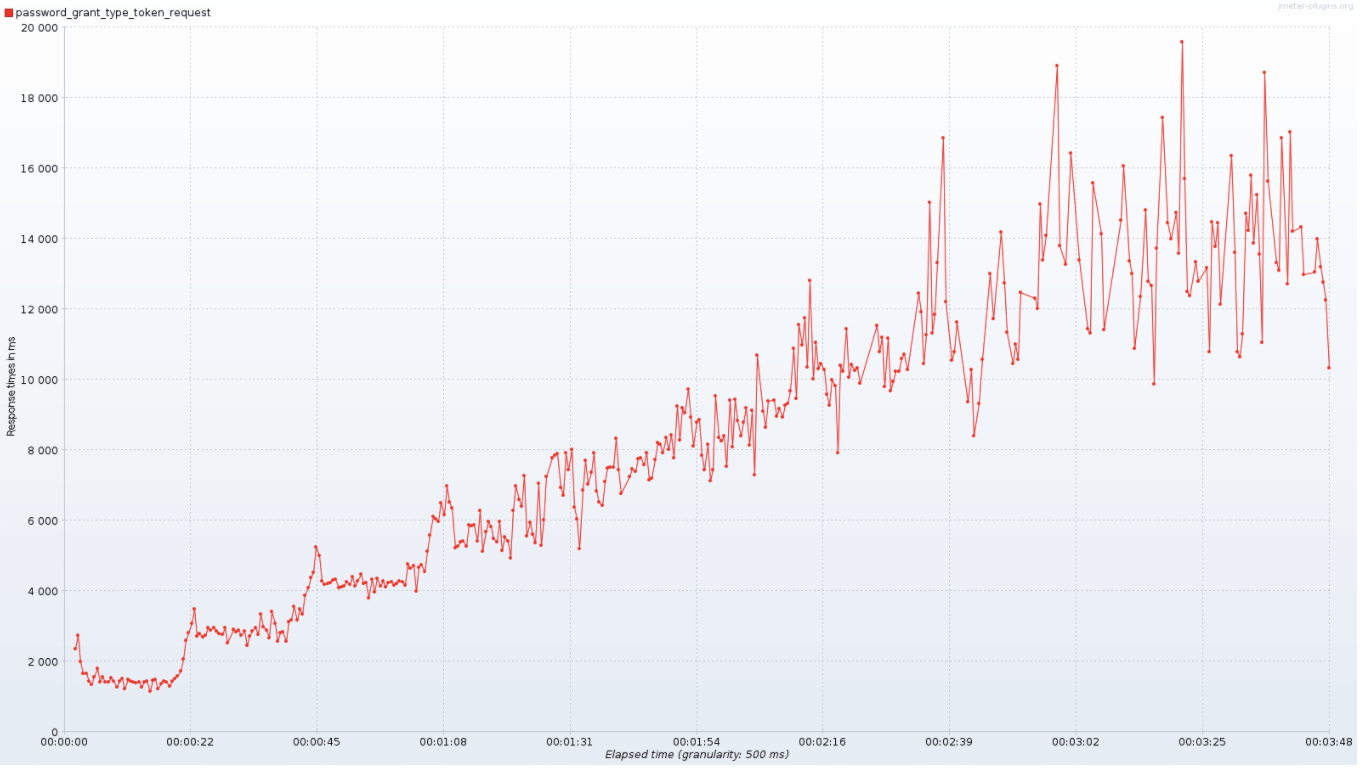 password_grant_type_token_request
jmeter-plugins.org
20 000
18 000
16 000
14 000
12 000
10 000
8 000
6 000
4 000
2 000
0
Response times in ms
00:00:00 00:00:22 00:00:45 00:01:08 00:01:31 00:01:54 00:02:16 00:02:39 00:03:02 00:03:25 00:03:48
Elapsed time (granularity: 500 ms)